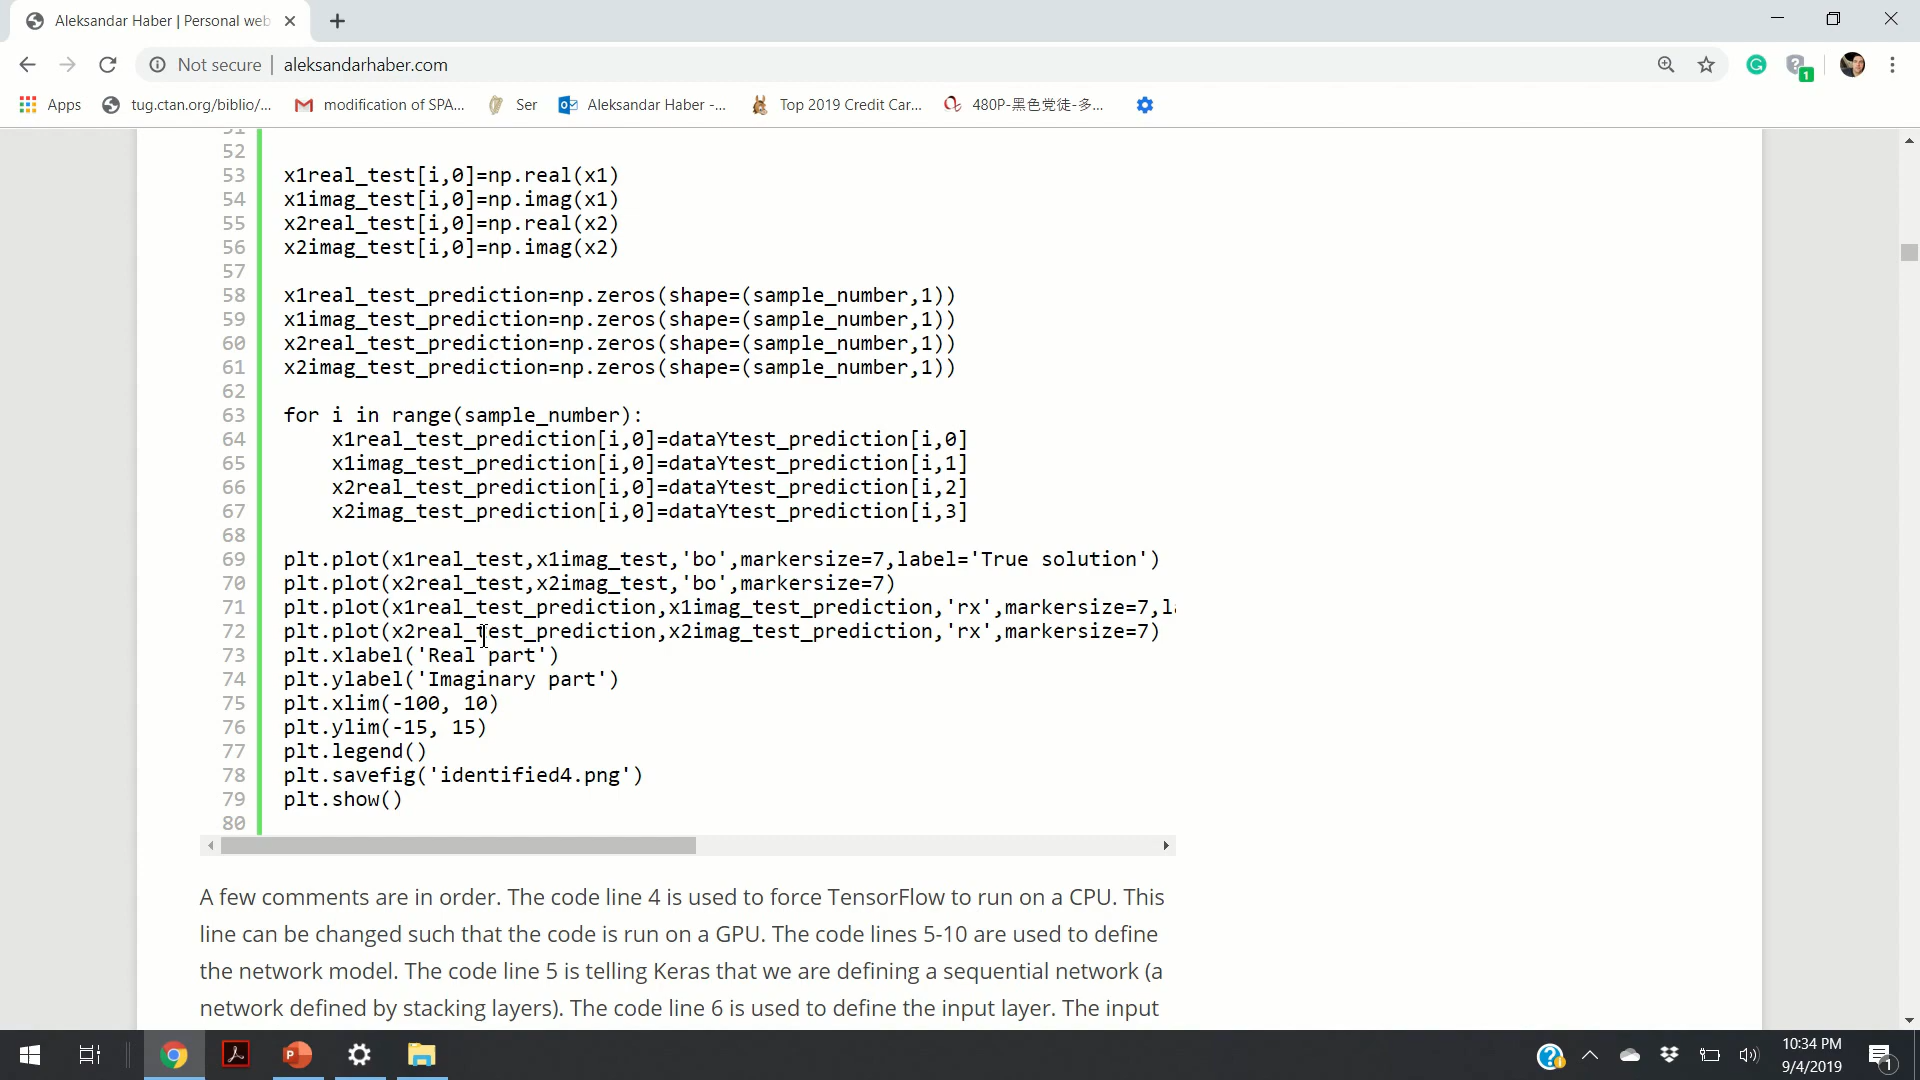 Aleksandar Haber | Personal web
Not secure | aleksandarhaber.com
Apps tug.ctan.org/biblio/... modification of SPA... Ser Aleksandar Haber -... Top 2019 Credit Car... 480P-黑色党徒-多...
51
52
53 x1real_test[i,0]=np.real(x1)
54 x1imag_test[i,0]=np.imag(x1)
55 x2real_test[i,0]=np.real(x2)
56 x2imag_test[i,0]=np.imag(x2)
57
58 x1real_test_prediction=np.zeros(shape=(sample_number,1))
59 x1imag_test_prediction=np.zeros(shape=(sample_number,1))
60 x2real_test_prediction=np.zeros(shape=(sample_number,1))
61 x2imag_test_prediction=np.zeros(shape=(sample_number,1))
62
63 for i in range(sample_number):
64 x1real_test_prediction[i,0]=dataYtest_prediction[i,0]
65 x1imag_test_prediction[i,0]=dataYtest_prediction[i,1]
66 x2real_test_prediction[i,0]=dataYtest_prediction[i,2]
67 x2imag_test_prediction[i,0]=dataYtest_prediction[i,3]
68
69 plt.plot(x1real_test,x1imag_test,'bo',markersize=7,label='True solution')
70 plt.plot(x2real_test,x2imag_test,'bo',markersize=7)
71 plt.plot(x1real_test_prediction,x1imag_test_prediction,'rx',markersize=7,la
72 plt.plot(x2real_test_prediction,x2imag_test_prediction,'rx',markersize=7)
73 plt.xlabel('Real part')
74 plt.ylabel('Imaginary part')
75 plt.xlim(-100, 10)
76 plt.ylim(-15, 15)
77 plt.legend()
78 plt.savefig('identified4.png')
79 plt.show()
80
A few comments are in order. The code line 4 is used to force TensorFlow to run on a CPU. This
line can be changed such that the code is run on a GPU. The code lines 5-10 are used to define
the network model. The code line 5 is telling Keras that we are defining a sequential network (a
network defined by stacking layers). The code line 6 is used to define the input layer. The input
10:34 PM
9/4/2019
1